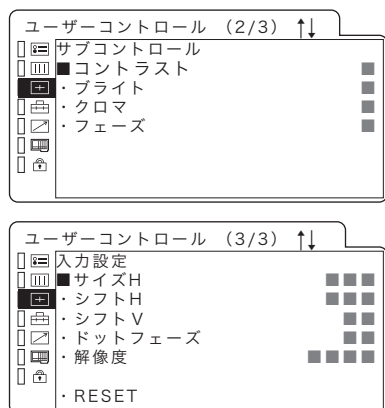 ユーザーコントロール （2/3） ↑↓
サブコントロール
■コントラスト ■
・ブライト ■
・クロマ ■
・フェーズ ■
ユーザーコントロール （3/3） ↑↓
入力設定
■サイズH ■■■
・シフトH ■■■
・シフトV ■■
・ドットフェーズ ■■
・解像度 ■■■■
・RESET